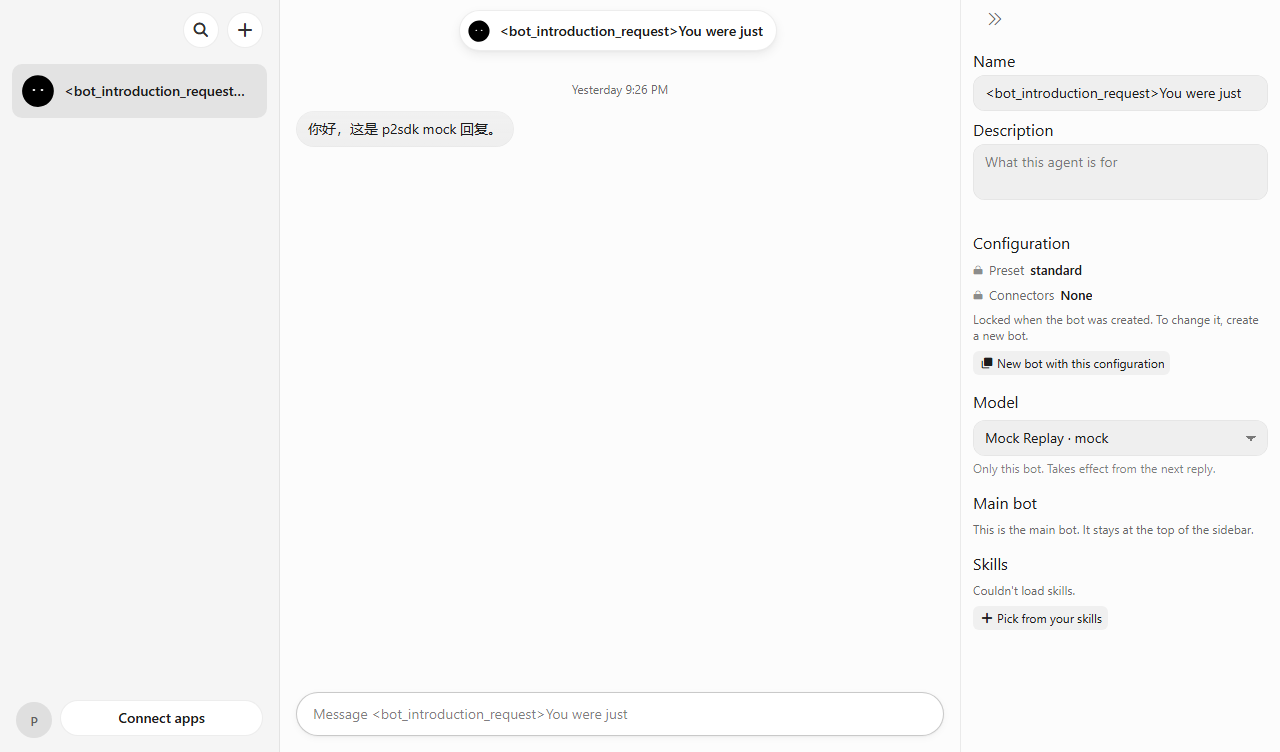 <bot_introduction_request>You were just
<bot_introduction_request...
Yesterday 9:26 PM
你好，这是 p2sdk mock 回复。
Message <bot_introduction_request>You were just
P
Connect apps
Name
<bot_introduction_request>You were just
Description
What this agent is for
Configuration
Preset standard
Connectors None
Locked when the bot was created. To change it, create
a new bot.
New bot with this configuration
Model
Mock Replay · mock
Only this bot. Takes effect from the next reply.
Main bot
This is the main bot. It stays at the top of the sidebar.
Skills
Couldn't load skills.
Pick from your skills